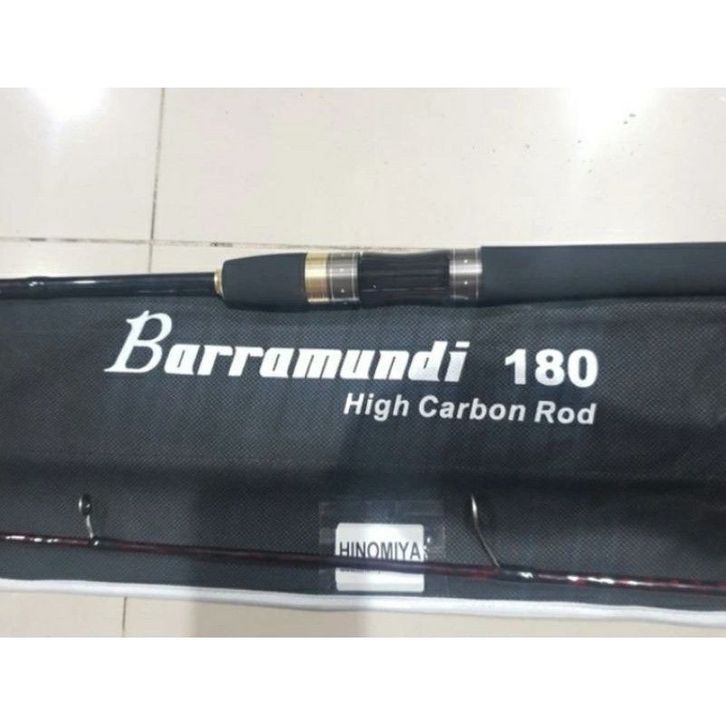 Barramundi 180
High Carbon Rod
HINOMIYA